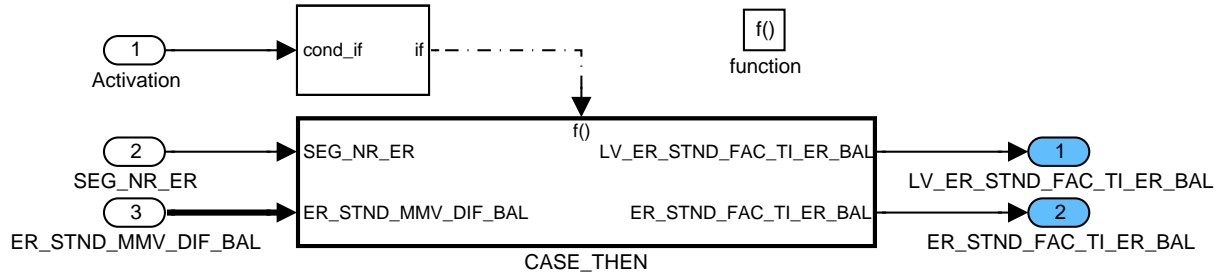 1
Activation
cond_if
if
f()
function
f()
2
SEG_NR_ER
SEG_NR_ER
LV_ER_STND_FAC_TI_ER_BAL
1
LV_ER_STND_FAC_TI_ER_BAL
3
ER_STND_MMV_DIF_BAL
ER_STND_MMV_DIF_BAL
ER_STND_FAC_TI_ER_BAL
2
ER_STND_FAC_TI_ER_BAL
CASE_THEN